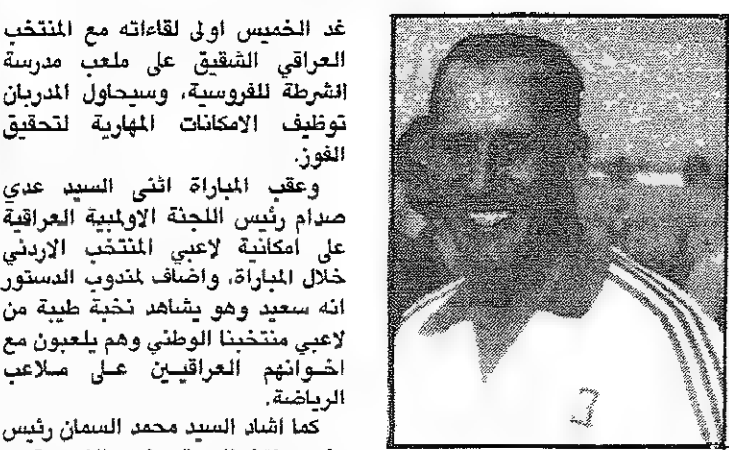 غد الخميس اولى لقاءاته مع المنتخب
العراقي الشقيق على ملعب مدرسة
الشرطة للفروسية، وسيحاول المدربان
توظيف الامكانات المهارية لتحقيق
الفوز.
وعقب المباراة اثنى السيد عدي
صدام رئيس اللجنة الاولمبية العراقية
على امكانية لاعبي المنتخب الاردني
خلال المباراة، واضاف لمندوب الدستور
انه سعيد وهو يشاهد نخبة طيبة من
لاعبي منتخبنا الوطني وهم يلعبون مع
اخوانهم العراقيين على ملاعب
الرياضة.
كما اشاد السيد محمد السمان رئيس